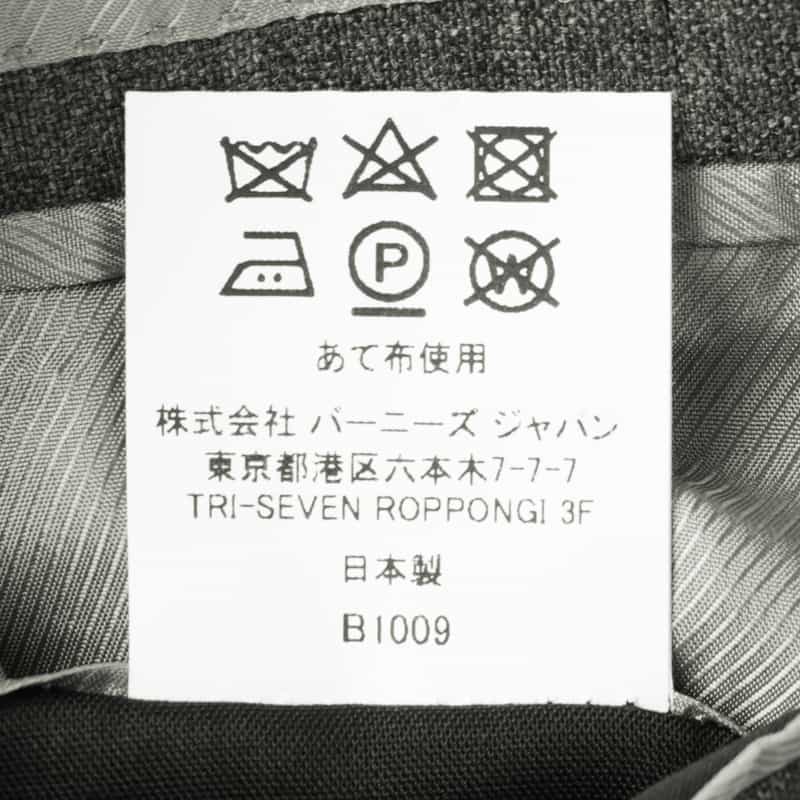 P W
あて布使用
株式会社 バーニーズ ジャパン
東京都港区六本木7-7-7
TRI-SEVEN ROPPONGI 3F
日本製
B1009